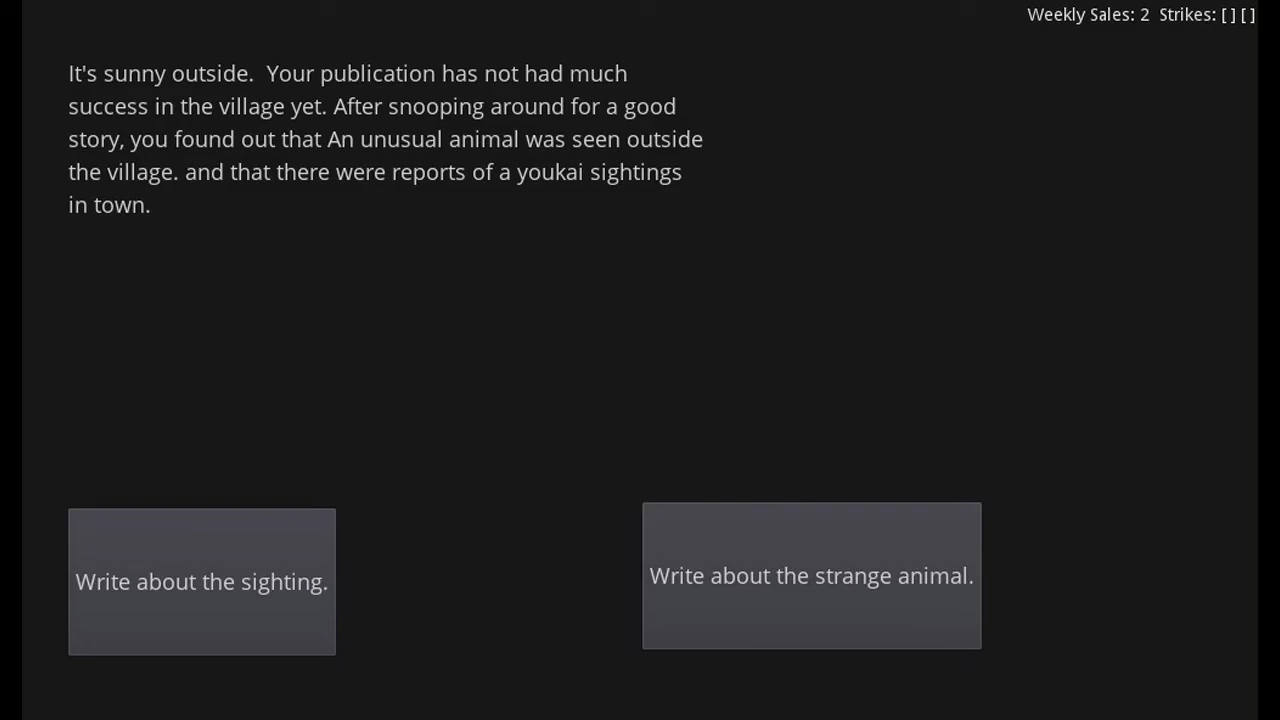 Weekly Sales: 2 Strikes: [ ] [ ]
It's sunny outside.  Your publication has not had much
success in the village yet. After snooping around for a good
story, you found out that An unusual animal was seen outside
the village. and that there were reports of a youkai sightings
in town.
Write about the sighting.
Write about the strange animal.